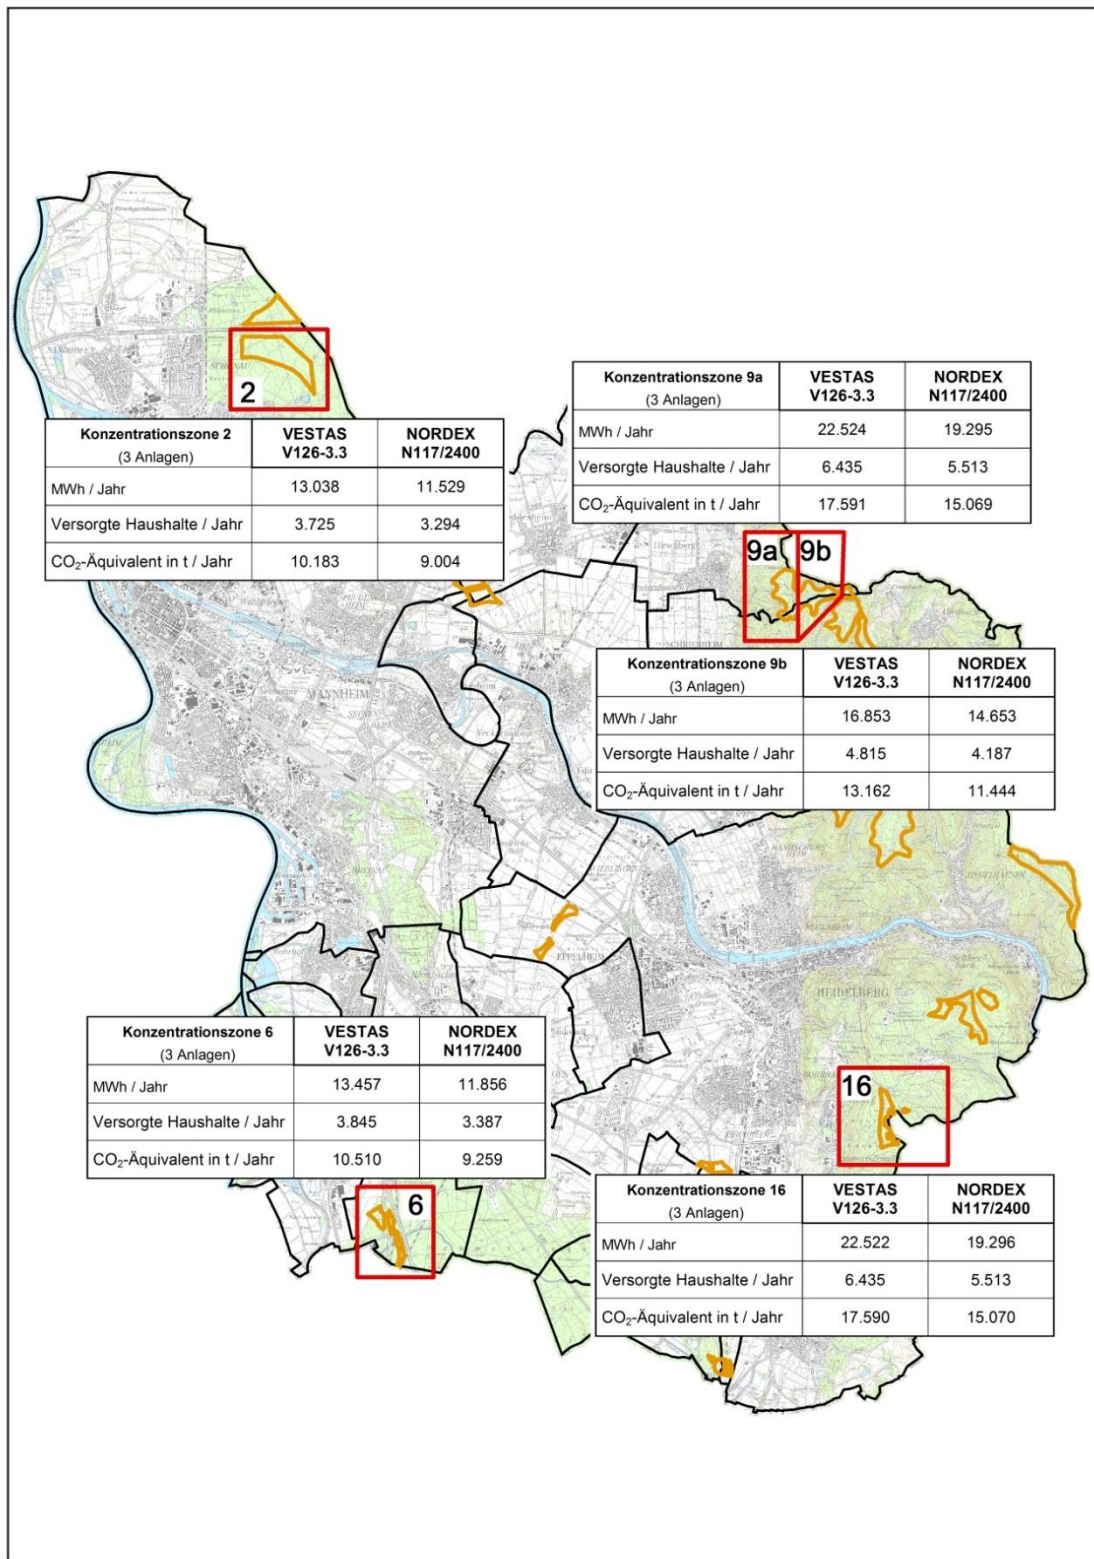 SANDHOFEN
SCHÖNAU
2
Konzentrationszone 2
(3 Anlagen)
VESTAS
V126-3.3
NORDEX
N117/2400
MWh / Jahr
13.038
11.529
Versorgte Haushalte / Jahr
3.725
3.294
CO₂-Äquivalent in t / Jahr
10.183
9.004
Konzentrationszone 9a
(3 Anlagen)
VESTAS
V126-3.3
NORDEX
N117/2400
MWh / Jahr
22.524
19.295
Versorgte Haushalte / Jahr
6.435
5.513
CO₂-Äquivalent in t / Jahr
17.591
15.069
Hirschberg
9a
9b
MANNHEIM
Konzentrationszone 9b
(3 Anlagen)
VESTAS
V126-3.3
NORDEX
N117/2400
MWh / Jahr
16.853
14.653
Versorgte Haushalte / Jahr
4.815
4.187
CO₂-Äquivalent in t / Jahr
13.162
11.444
ZIEGELHAUSEN
EPPELHEIM
HEIDELBERG
Konzentrationszone 6
(3 Anlagen)
VESTAS
V126-3.3
NORDEX
N117/2400
MWh / Jahr
13.457
11.856
Versorgte Haushalte / Jahr
3.845
3.387
CO₂-Äquivalent in t / Jahr
10.510
9.259
6
16
Konzentrationszone 16
(3 Anlagen)
VESTAS
V126-3.3
NORDEX
N117/2400
MWh / Jahr
22.522
19.296
Versorgte Haushalte / Jahr
6.435
5.513
CO₂-Äquivalent in t / Jahr
17.590
15.070